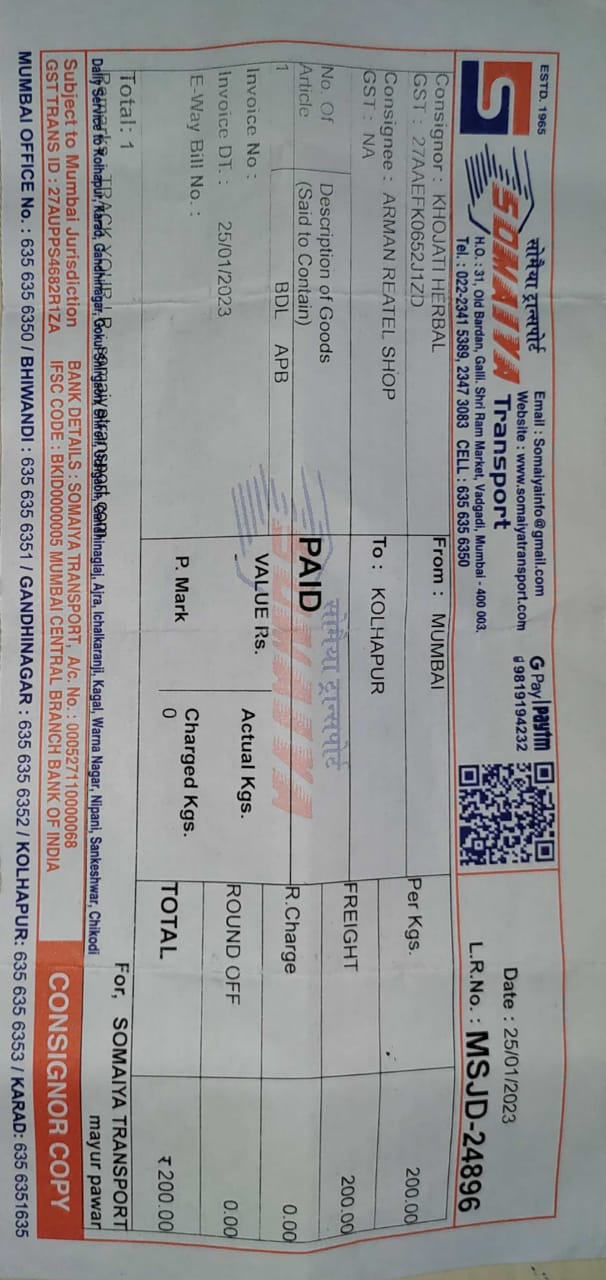 ESTD. 1965
सोमैया ट्रान्सपोर्ट
SOMAIYA Transport
Email : Somaiyainfo@gmail.com
Website : www.somaiyatransport.com
H.O. : 31, Old Bardan, Galli. Shri Ram Market, Vadgadi, Mumbai - 400 003.
Tel. : 022-2341 5389, 2347 3083 CELL : 635 635 6350
G Pay | paytm
9819194232
Date : 25/01/2023
L.R.No. : MSJD-24896
Consignor : KHOJATI HERBAL From : MUMBAI
GST : 27AAEFK0652J1ZD Per Kgs. 200.00
Consignee : ARMAN REATEL SHOP To : KOLHAPUR
GST : NA
FREIGHT 200.00
No. Of Article Description of Goods (Said to Contain)
सोमैया ट्रान्सपोर्ट
SOMAIYA
PAID
1 BDL APB R.Charge 0.00
Invoice No : VALUE Rs. Actual Kgs.
Invoice DT. : 25/01/2023 ROUND OFF 0.00
E-Way Bill No. : P. Mark Charged Kgs.
0
TOTAL ₹ 200.00
Total: 1
For, SOMAIYA TRANSPORT
Remarks : TRACK YOUR somaiyatransport.com
mayur pawar
Daily Service to Kolhapur, Karad, Gandhinagar, Gokul Shirgaon, Gadhinaglaj, Ajra, Ichalkaranji, Kagal, Warna Nagar, Nipani, Sankeshwar, Chikodi
Subject to Mumbai Jurisdiction BANK DETAILS : SOMAIYA TRANSPORT, A/c. No. : 000527110000068
GST TRANS ID : 27AUPPS4682R1ZA IFSC CODE : BKID0000005 MUMBAI CENTRAL BRANCH BANK OF INDIA
CONSIGNOR COPY
MUMBAI OFFICE No. : 635 635 6350 / BHIWANDI : 635 635 6351 / GANDHINAGAR : 635 635 6352 / KOLHAPUR: 635 635 6353 / KARAD: 635 6351635